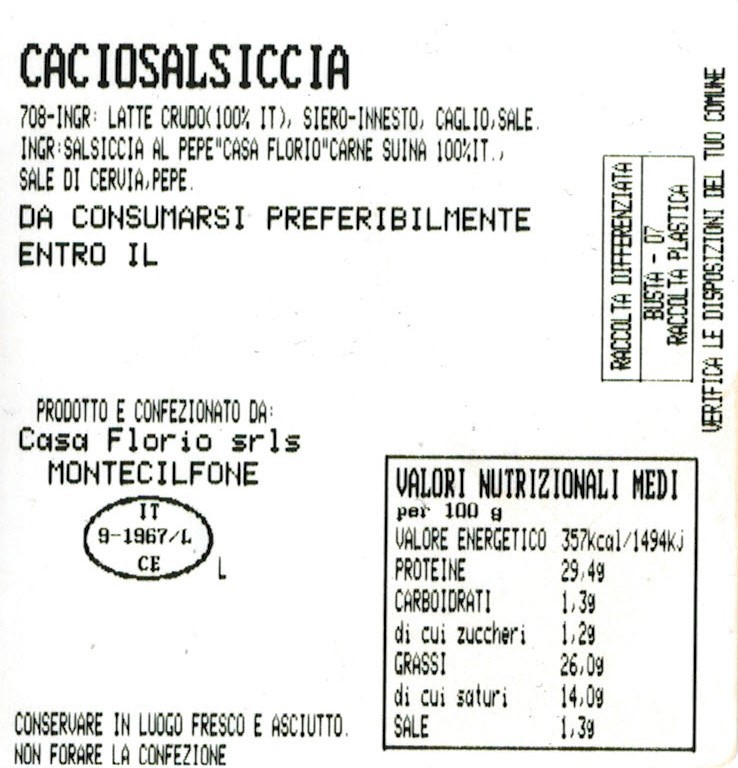 CACIOSALSICCIA
708-INGR: LATTE CRUDO(100% IT), SIERO-INNESTO, CAGLIO,SALE.
INGR:SALSICCIA AL PEPE"CASA FLORIO"CARNE SUINA 100%IT.,
SALE DI CERVIA,PEPE.
DA CONSUMARSI PREFERIBILMENTE
ENTRO IL
RACCOLTA DIFFERENZIATA
BUSTA - 07
RACCOLTA PLASTICA
VERIFICA LE DISPOSIZIONI DEL TUO COMUNE
PRODOTTO E CONFEZIONATO DA:
Casa Florio srls
MONTECILFONE
IT
9-1967/L
CE
L
VALORI NUTRIZIONALI MEDI
per 100 g
VALORE ENERGETICO 357kcal/1494kJ
PROTEINE 29,4g
CARBOIDRATI 1,3g
di cui zuccheri 1,2g
GRASSI 26,0g
di cui saturi 14,0g
SALE 1,3g
CONSERVARE IN LUOGO FRESCO E ASCIUTTO.
NON FORARE LA CONFEZIONE